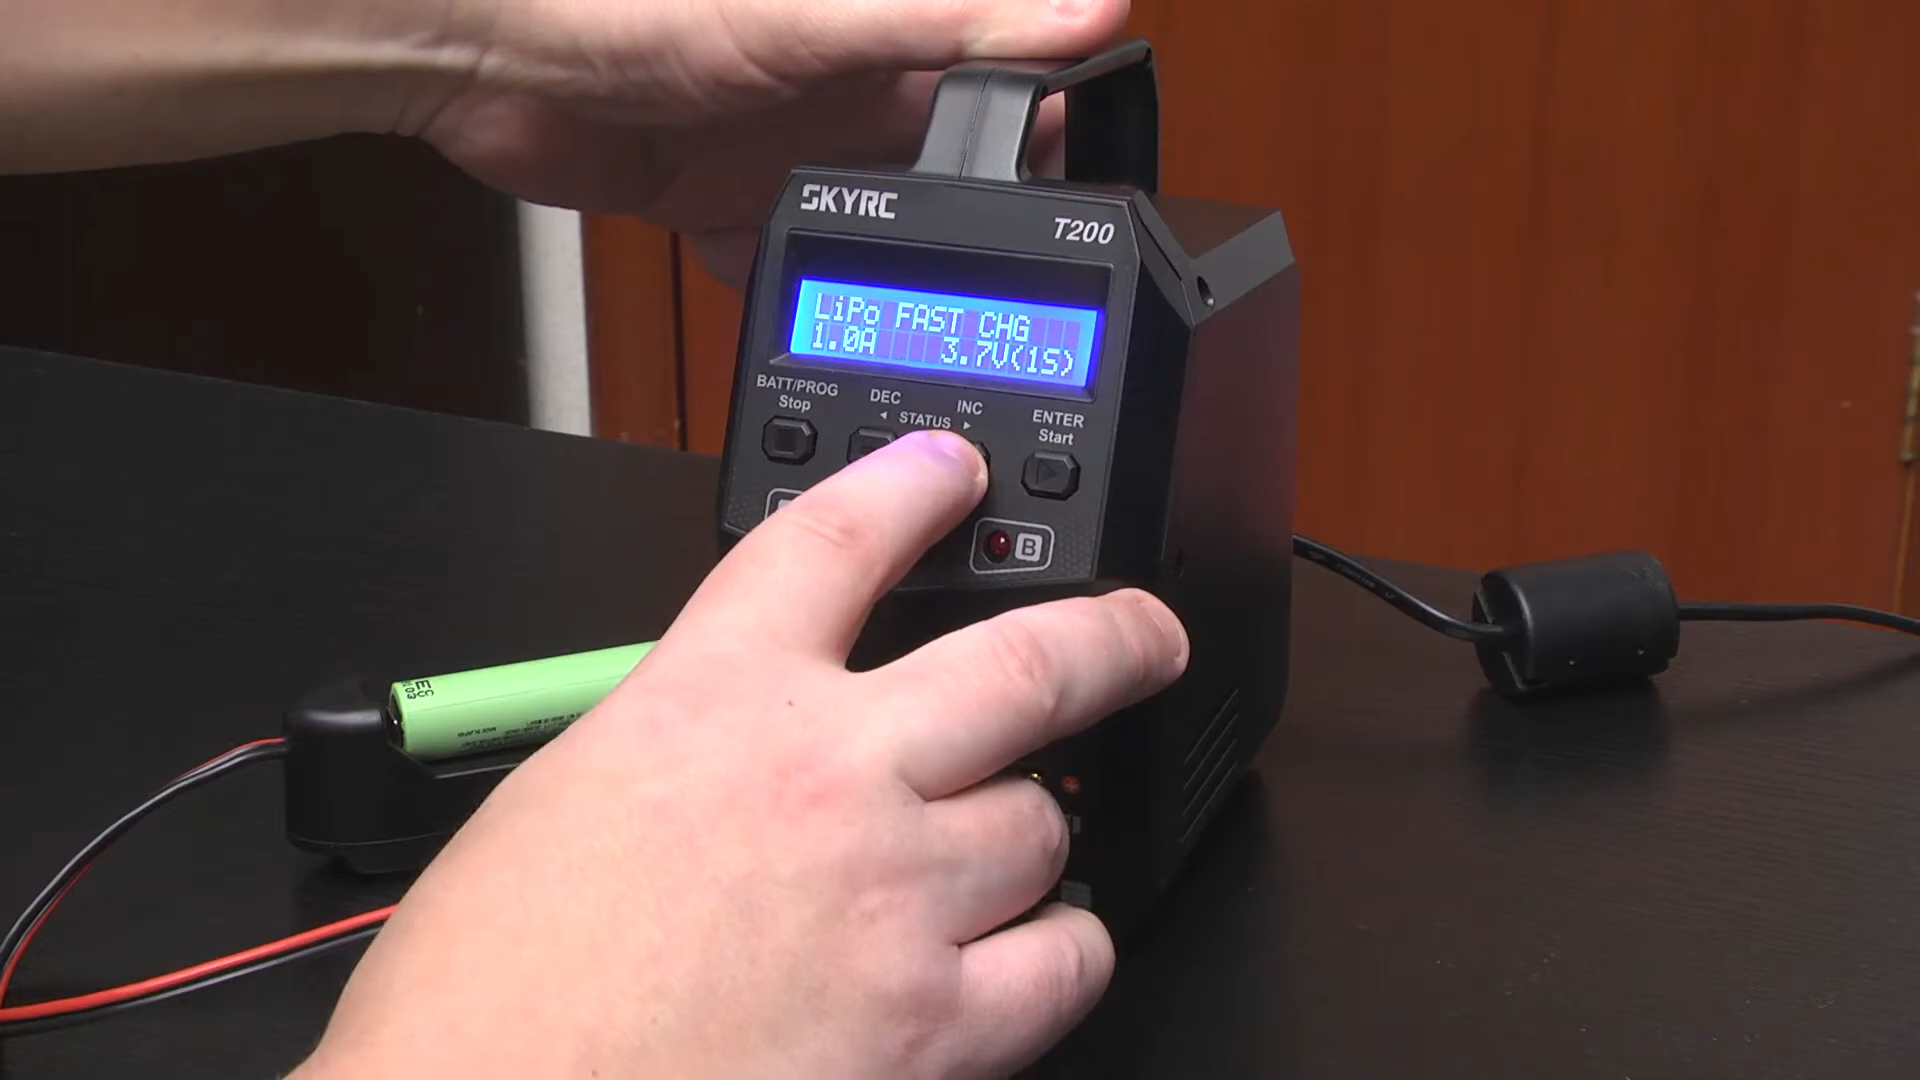 SKYRC
T200
LiPo FAST CHG
1.0A 3.7V(1S)
BATT/PROG
Stop
DEC
◄
STATUS
INC
►
ENTER
Start
B